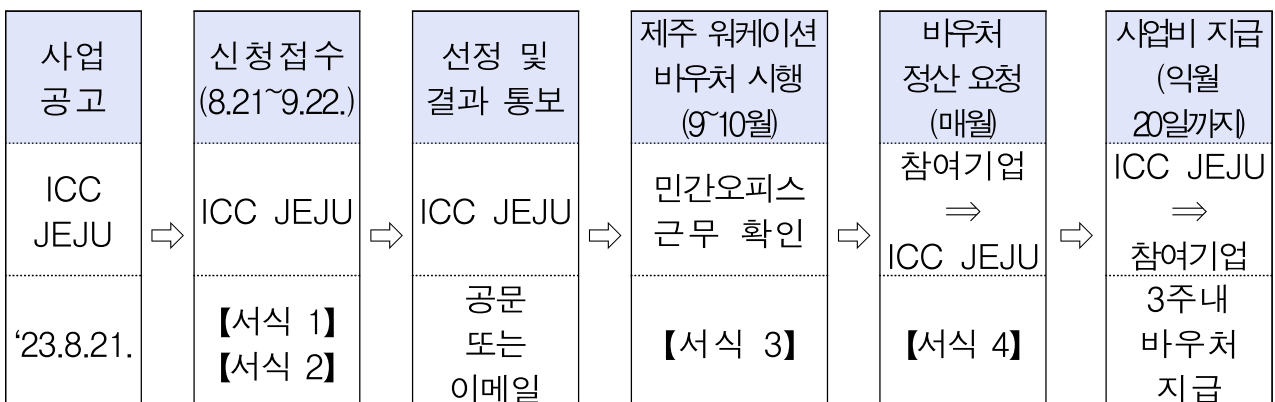 사업
공고
ICC
JEJU
‘23.8.21.
⇨
신청접수
(8.21~9.22.)
ICC JEJU
【서식 1】
【서식 2】
⇨
선정 및
결과 통보
ICC JEJU
공문
또는
이메일
⇨
제주 워케이션
바우처 시행
(9~10월)
민간오피스
근무 확인
【서식 3】
⇨
바우처
정산 요청
(매월)
참여기업
⇒
ICC JEJU
【서식 4】
⇨
사업비 지급
(익월
20일까지)
ICC JEJU
⇒
참여기업
3주내
바우처
지급